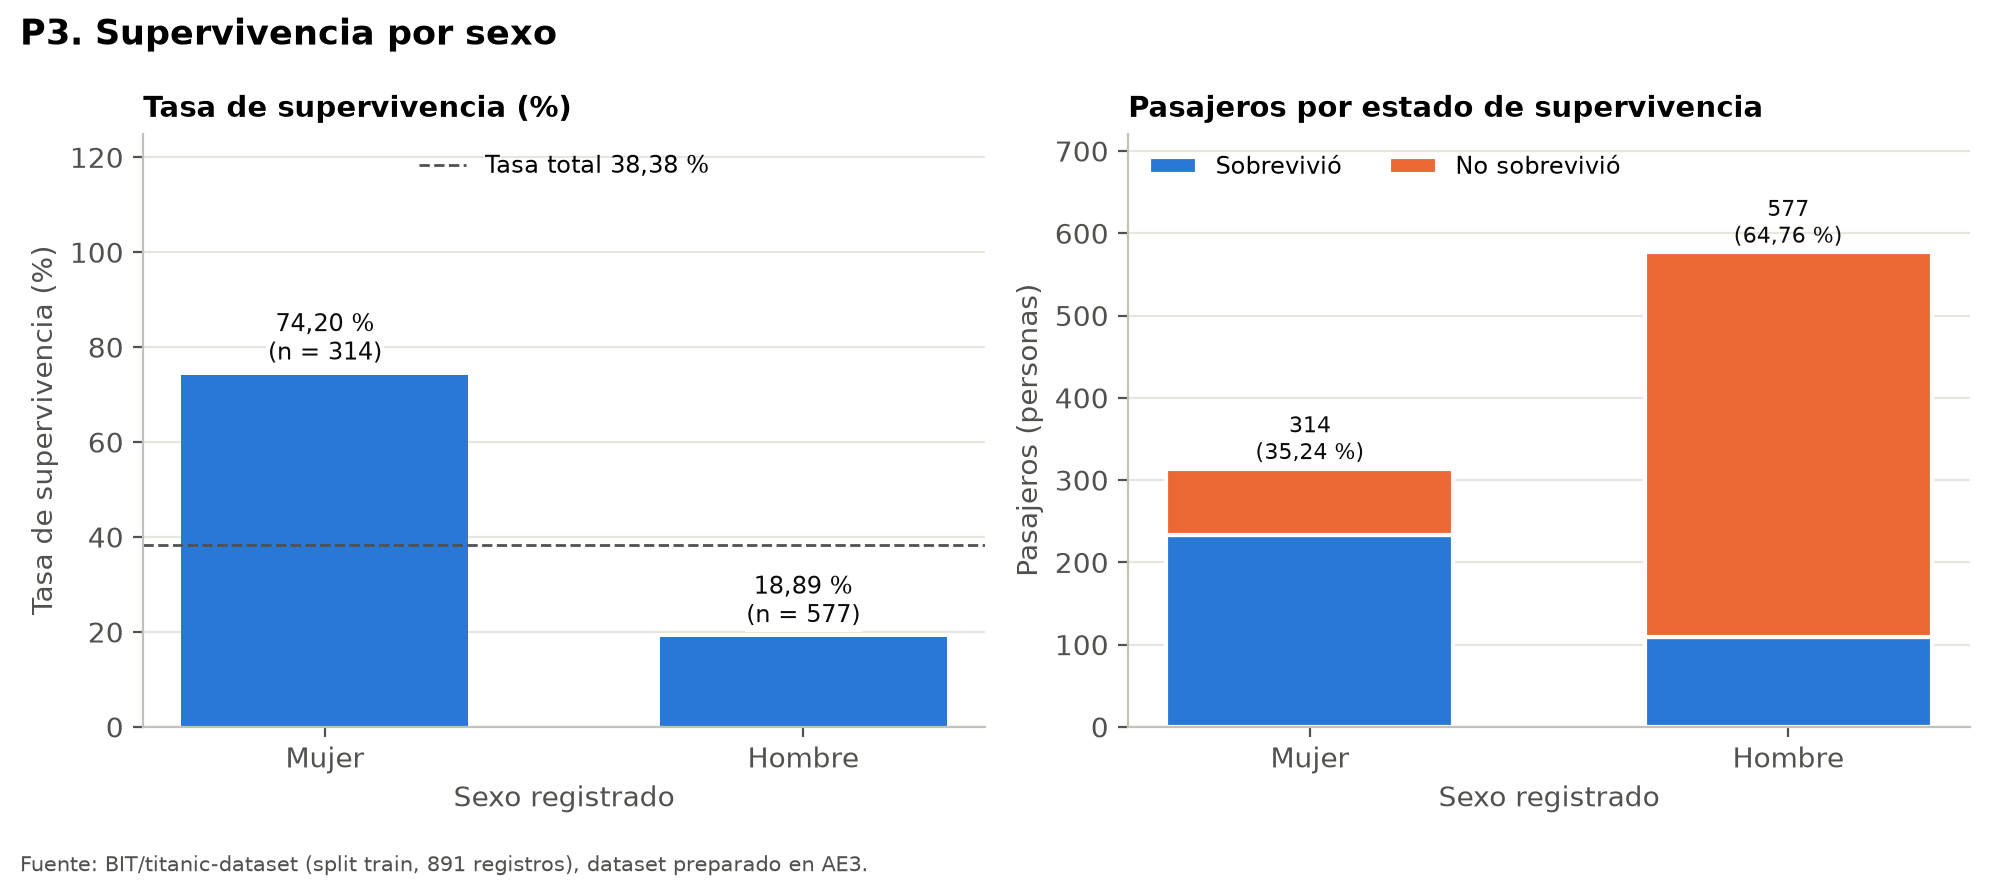 P3. Supervivencia por sexo
Tasa de supervivencia (%)
Tasa de supervivencia (%)
120
100
80
60
40
20
0
Tasa total 38,38 %
74,20 %
(n = 314)
18,89 %
(n = 577)
Mujer
Hombre
Sexo registrado
Pasajeros por estado de supervivencia
Pasajeros (personas)
700
600
500
400
300
200
100
0
Sobrevivió
No sobrevivió
314
(35,24 %)
577
(64,76 %)
Mujer
Hombre
Sexo registrado
Fuente: BIT/titanic-dataset (split train, 891 registros), dataset preparado en AE3.